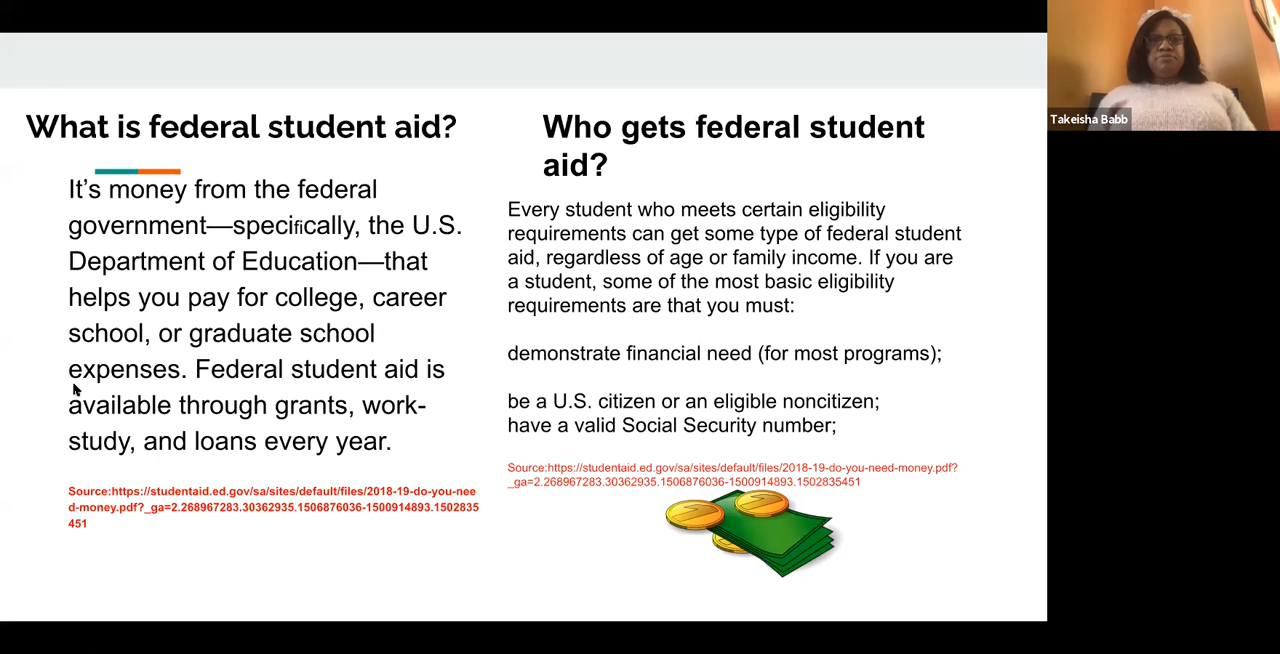 What is federal student aid?
It’s money from the federal
government—specifically, the U.S.
Department of Education—that
helps you pay for college, career
school, or graduate school
expenses. Federal student aid is
available through grants, work-
study, and loans every year.
Source:https://studentaid.ed.gov/sa/sites/default/files/2018-19-do-you-nee
d-money.pdf?_ga=2.268967283.30362935.1506876036-1500914893.1502835
451
Who gets federal student
aid?
Every student who meets certain eligibility
requirements can get some type of federal student
aid, regardless of age or family income. If you are
a student, some of the most basic eligibility
requirements are that you must:
demonstrate financial need (for most programs);
be a U.S. citizen or an eligible noncitizen;
have a valid Social Security number;
Source:https://studentaid.ed.gov/sa/sites/default/files/2018-19-do-you-need-money.pdf?
_ga=2.268967283.30362935.1506876036-1500914893.1502835451
Takeisha Babb